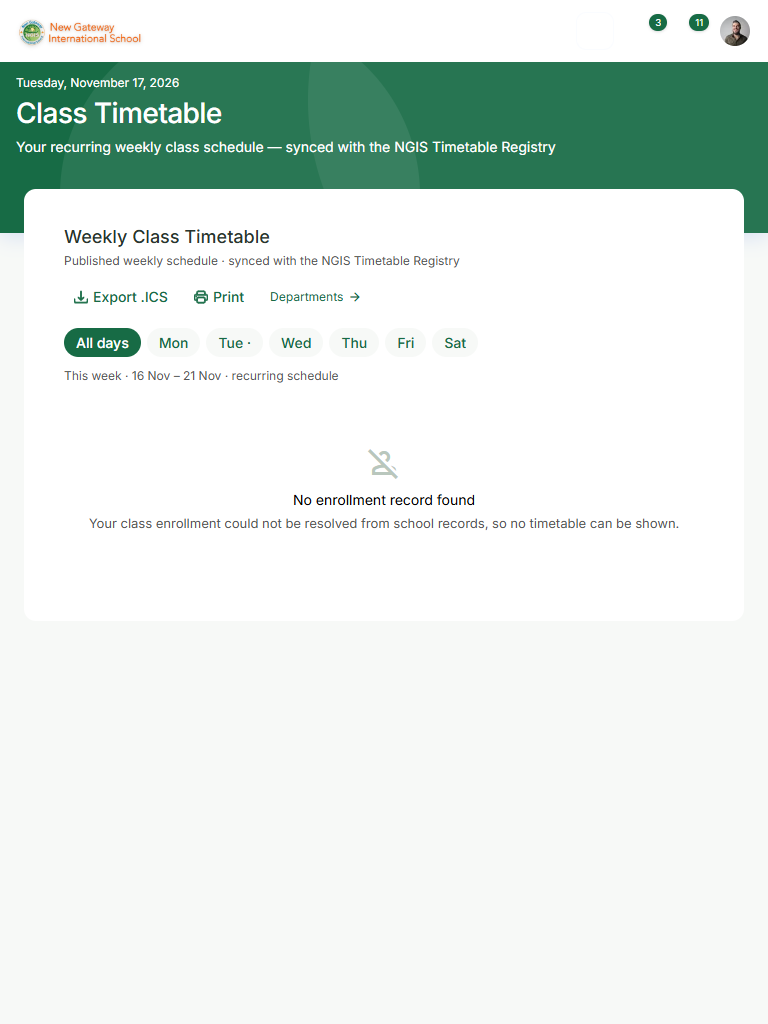 New Gateway
International School
3
11
Tuesday, November 17, 2026
Class Timetable
Your recurring weekly class schedule — synced with the NGIS Timetable Registry
Weekly Class Timetable
Published weekly schedule · synced with the NGIS Timetable Registry
Export .ICS Print Departments →
All days Mon Tue · Wed Thu Fri Sat
This week · 16 Nov – 21 Nov · recurring schedule
No enrollment record found
Your class enrollment could not be resolved from school records, so no timetable can be shown.